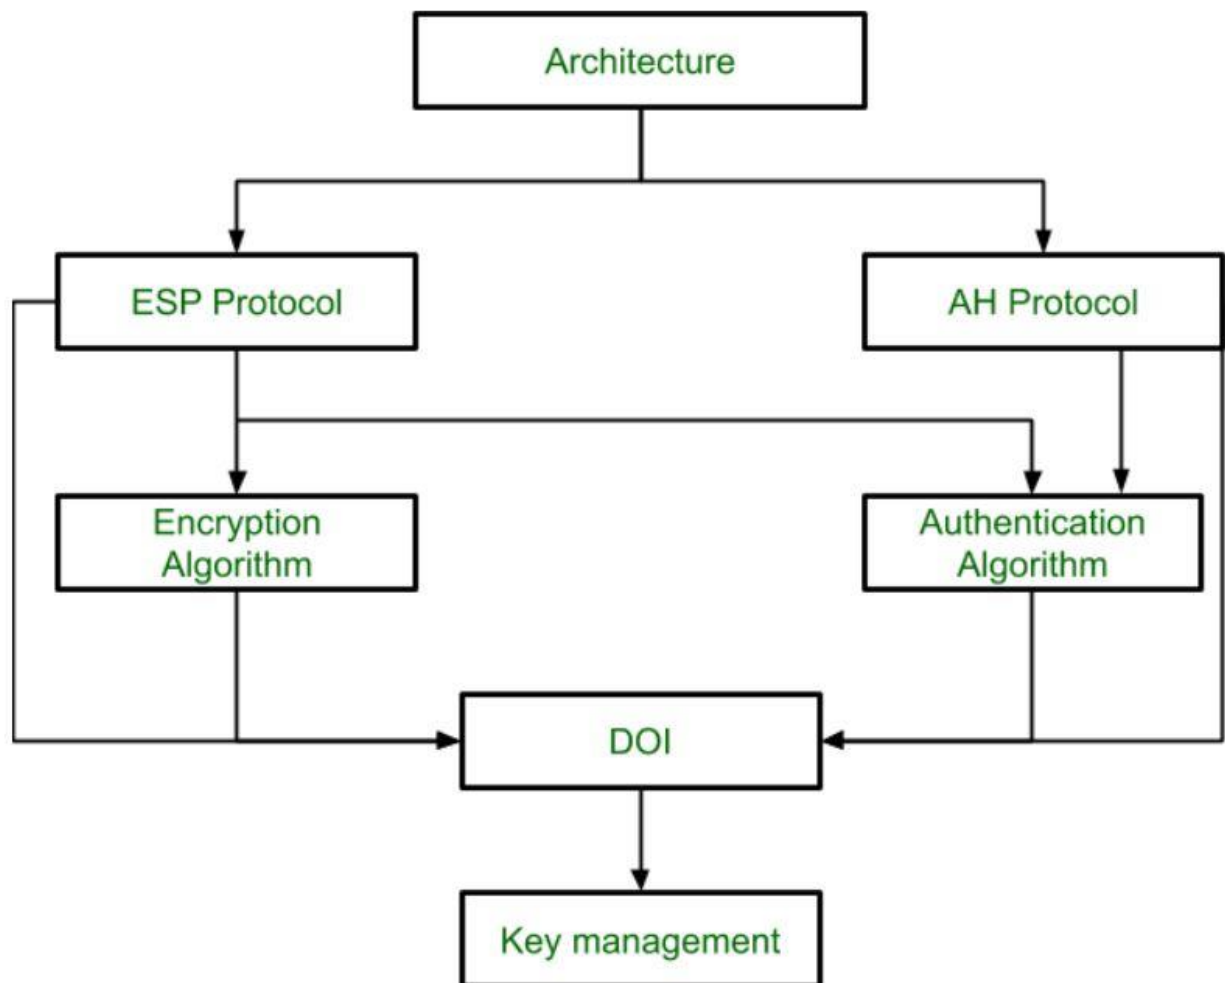 Architecture
ESP Protocol
AH Protocol
Encryption
Algorithm
Authentication
Algorithm
DOI
Key management